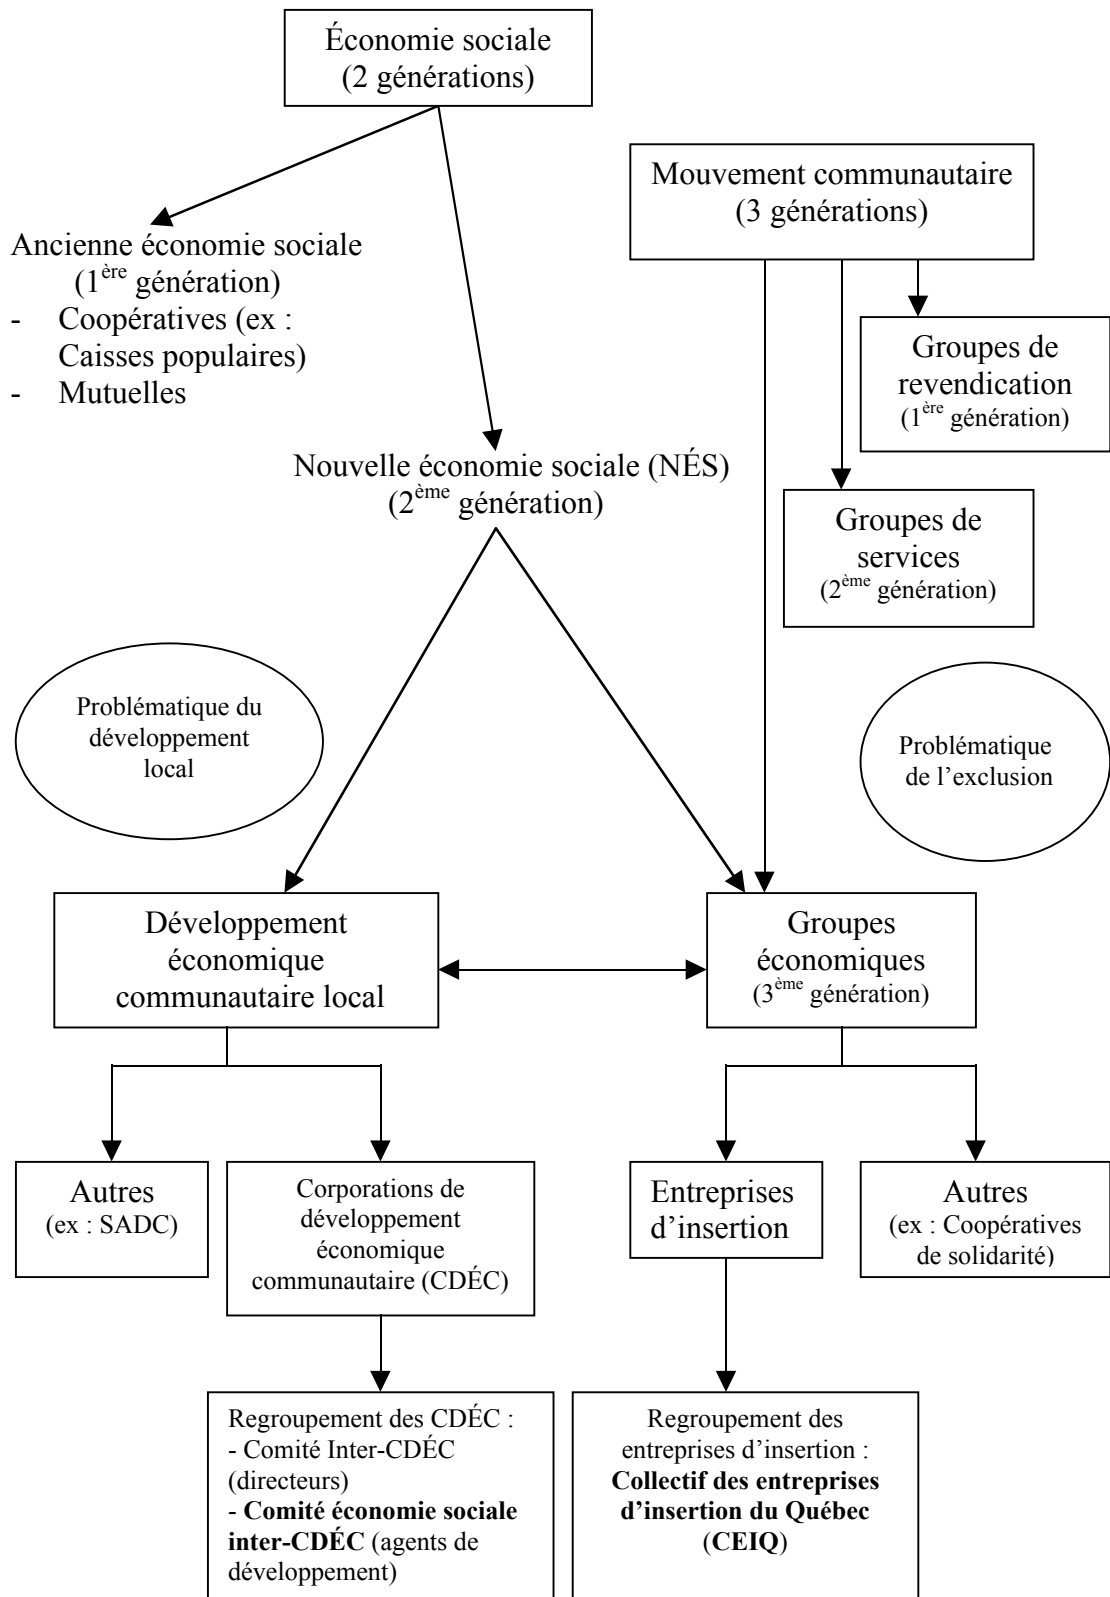 Économie sociale
(2 générations)
Mouvement communautaire
(3 générations)
Ancienne économie sociale
(1ère génération)
- Coopératives (ex :
Caisses populaires)
- Mutuelles
Groupes de
revendication
(1ère génération)
Nouvelle économie sociale (NÉS)
(2ème génération)
Groupes de
services
(2ème génération)
Problématique du
développement
local
Problématique
de l’exclusion
Développement
économique
communautaire local
Groupes
économiques
(3ème génération)
Autres
(ex : SADC)
Corporations de
développement
économique
communautaire (CDÉC)
Entreprises
d’insertion
Autres
(ex : Coopératives
de solidarité)
Regroupement des CDÉC :
- Comité Inter-CDÉC
(directeurs)
- Comité économie sociale
inter-CDÉC (agents de
développement)
Regroupement des
entreprises d’insertion :
Collectif des entreprises
d’insertion du Québec
(CEIQ)